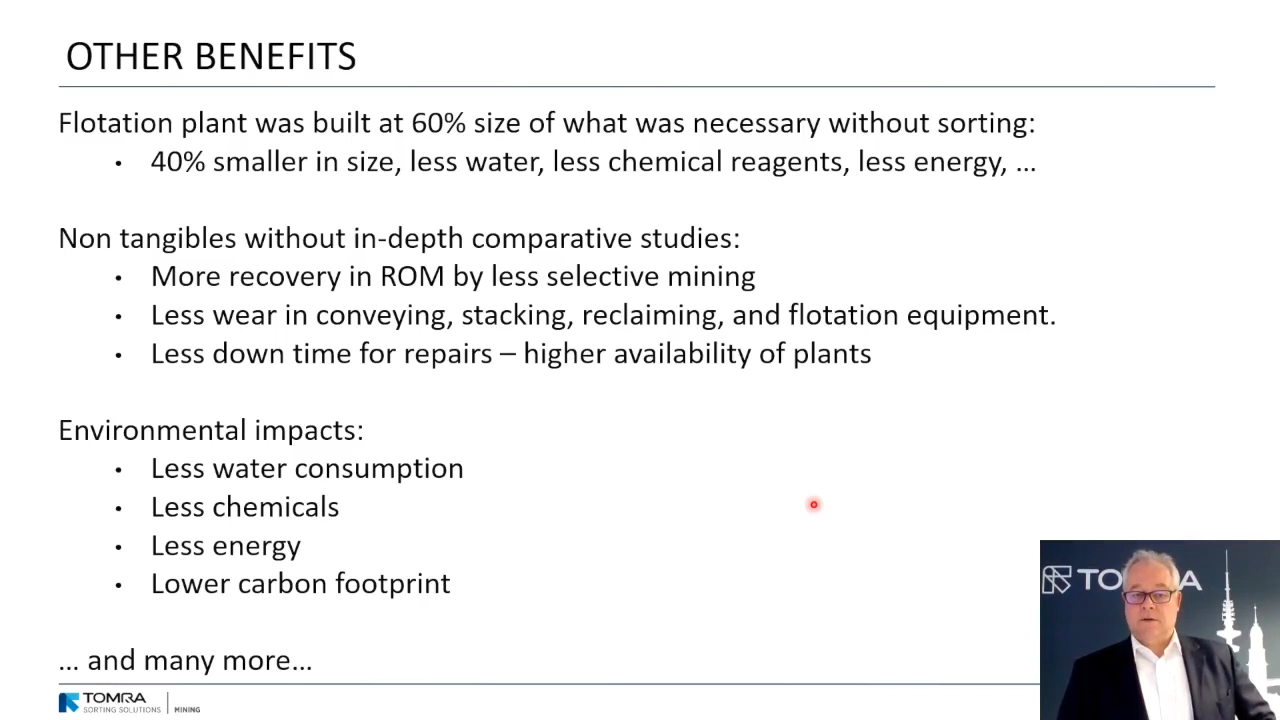 OTHER BENEFITS
Flotation plant was built at 60% size of what was necessary without sorting:
• 40% smaller in size, less water, less chemical reagents, less energy, ...
Non tangibles without in-depth comparative studies:
• More recovery in ROM by less selective mining
• Less wear in conveying, stacking, reclaiming, and flotation equipment.
• Less down time for repairs – higher availability of plants
Environmental impacts:
• Less water consumption
• Less chemicals
• Less energy
• Lower carbon footprint
... and many more...
TOMRA
SORTING SOLUTIONS | MINING
TO RA